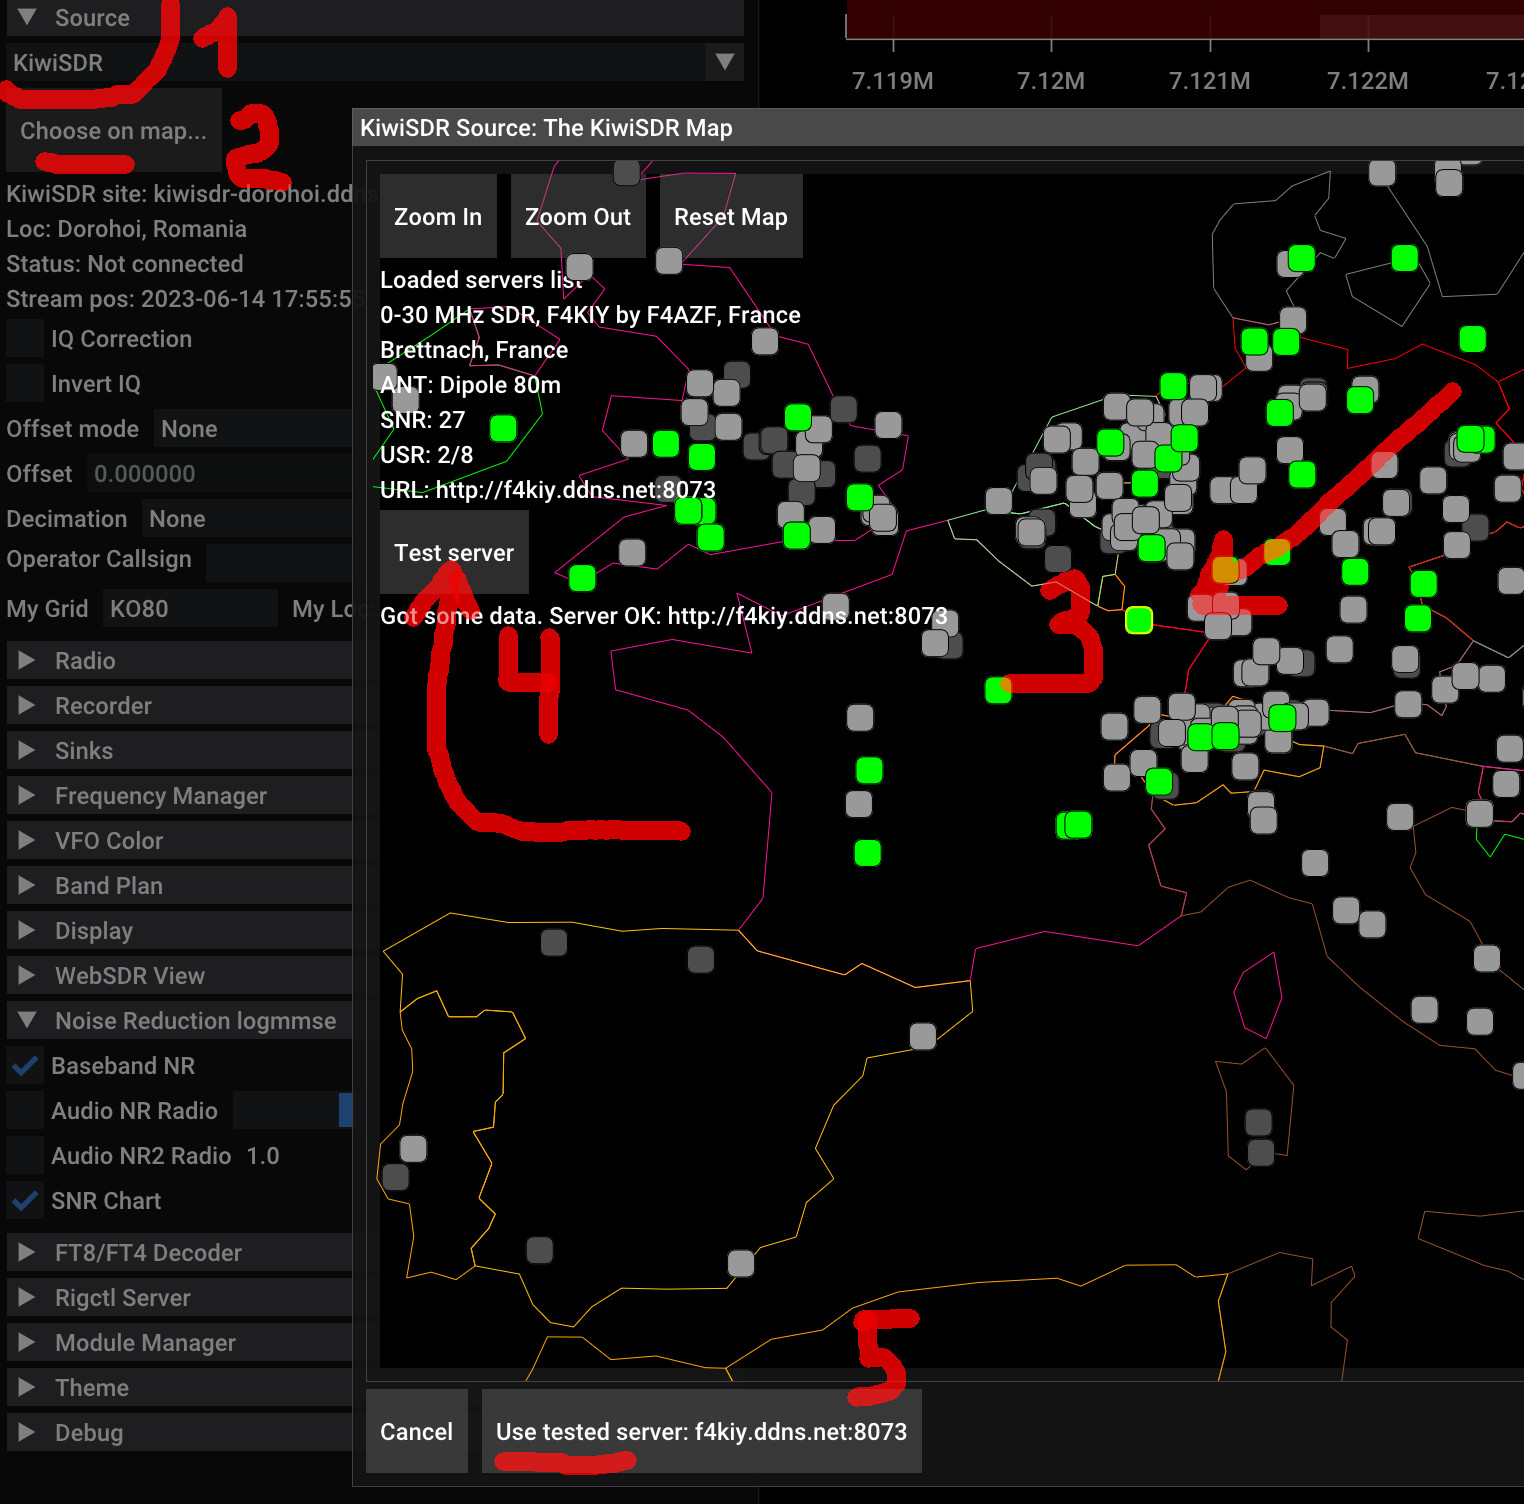 Source
1
KiwiSDR
7.119M 7.12M 7.121M 7.122M
Choose on map...
2
KiwiSDR Source: The KiwiSDR Map
KiwiSDR site: kiwisdr-dorohoi.ddns
Loc: Dorohoi, Romania
Status: Not connected
Stream pos: 2023-06-14 17:55:55
IQ Correction
Invert IQ
Offset mode None
Offset 0.000000
Decimation None
Operator Callsign
My Grid KO80 My Loc:
Radio
Recorder
Sinks
Frequency Manager
VFO Color
Band Plan
Display
WebSDR View
Noise Reduction logmmse
Baseband NR
Audio NR Radio
Audio NR2 Radio 1.0
SNR Chart
FT8/FT4 Decoder
Rigctl Server
Module Manager
Theme
Debug
Zoom In Zoom Out Reset Map
Loaded servers list
0-30 MHz SDR, F4KIY by F4AZF, France
Brettnach, France
ANT: Dipole 80m
SNR: 27
USR: 2/8
URL: http://f4kiy.ddns.net:8073
Test server
Got some data. Server OK: http://f4kiy.ddns.net:8073
3
4
5
Cancel Use tested server: f4kiy.ddns.net:8073